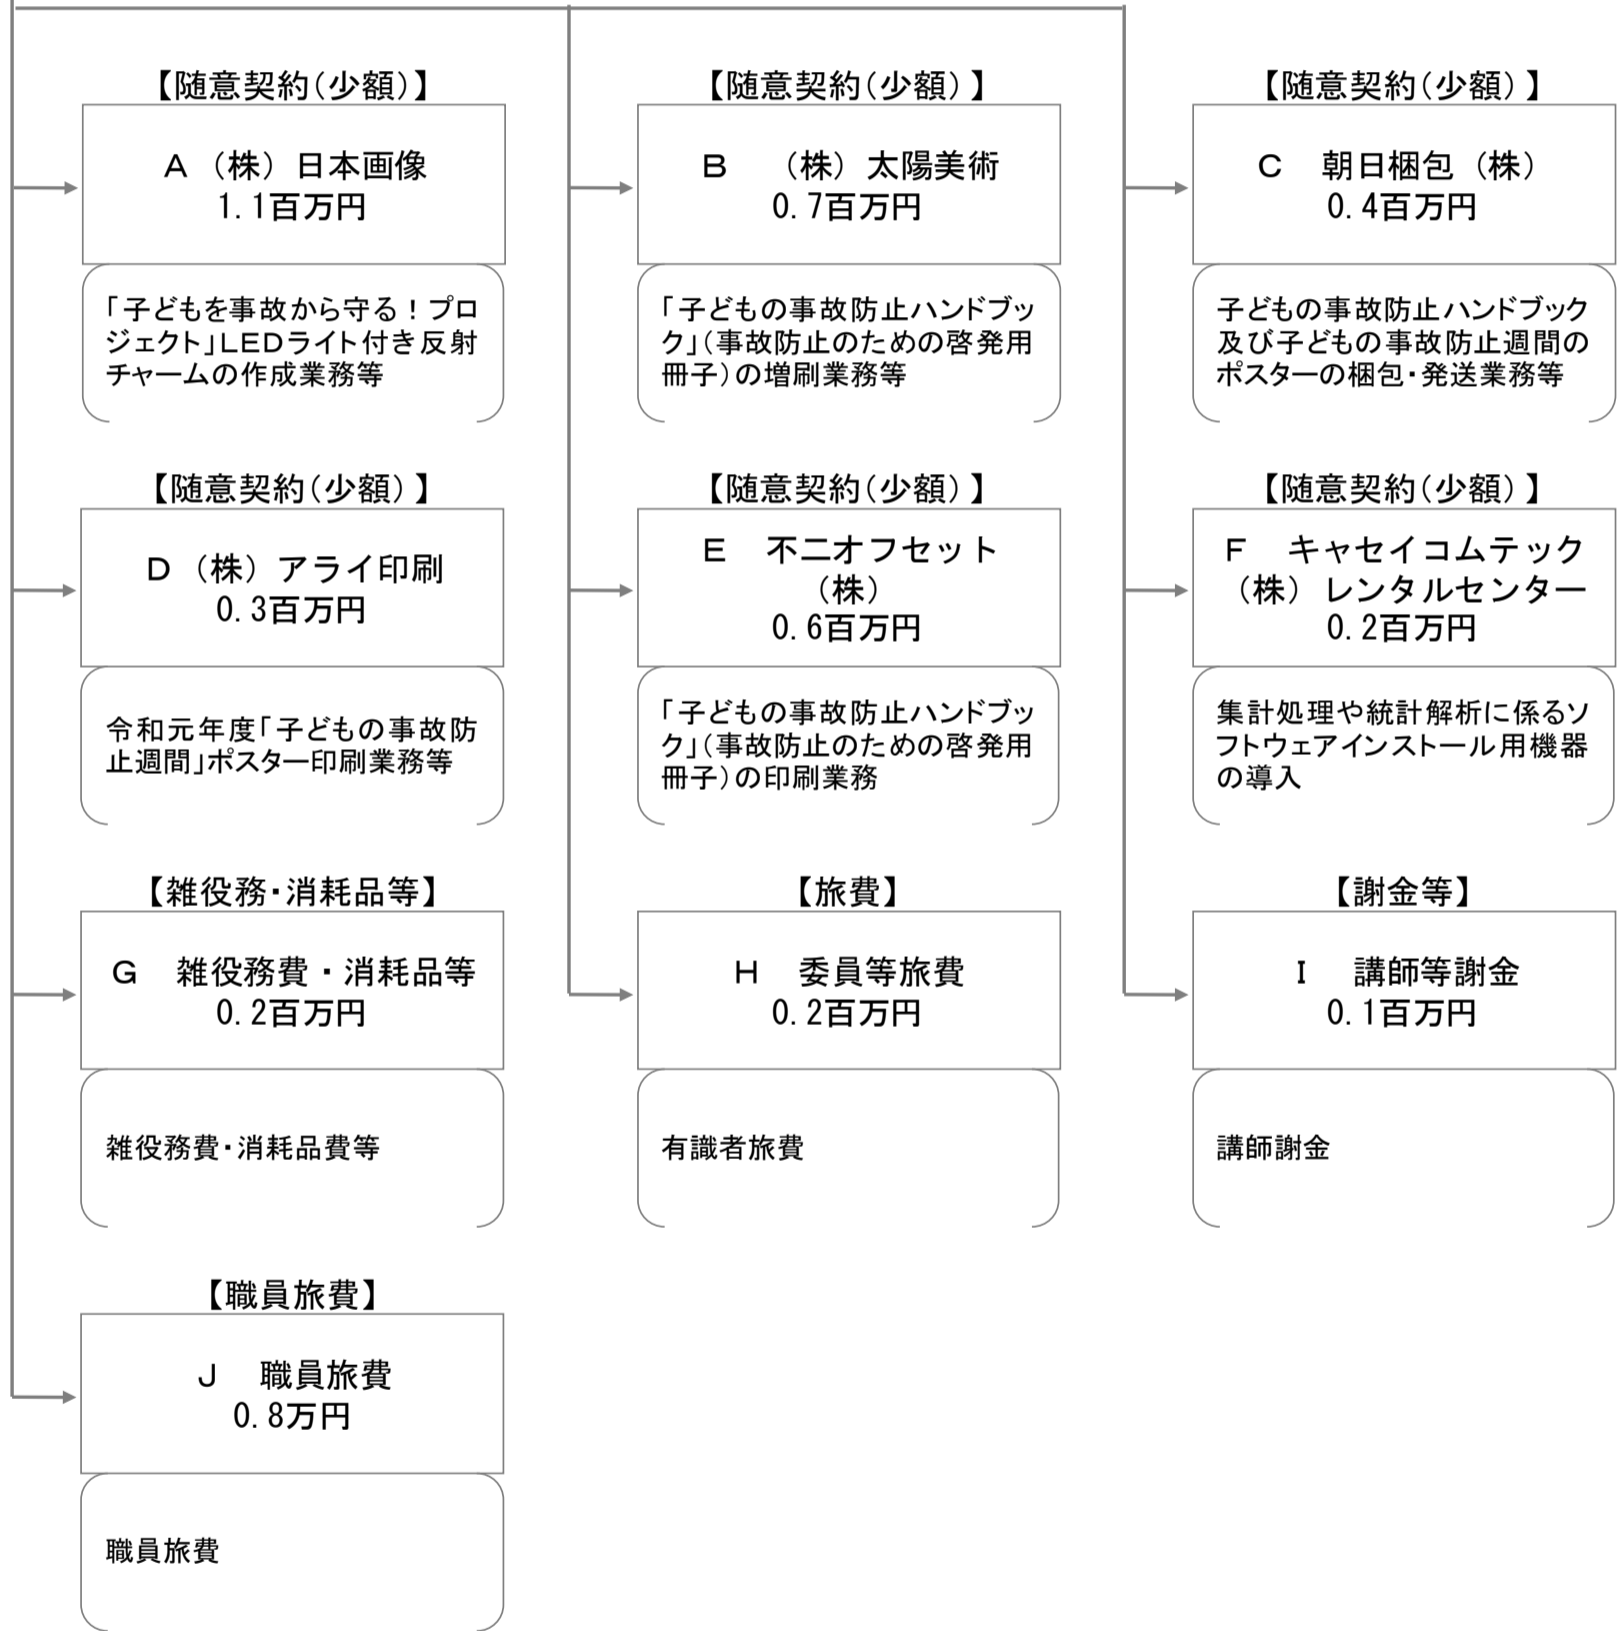 【随意契約(少額)】
A （株）日本画像
1.1百万円
「子どもを事故から守る！プロ
ジェクト」LEDライト付き反射
チャームの作成業務等
【随意契約(少額)】
B （株）太陽美術
0.7百万円
「子どもの事故防止ハンドブッ
ク」(事故防止のための啓発用
冊子)の増刷業務等
【随意契約(少額)】
C 朝日梱包（株）
0.4百万円
子どもの事故防止ハンドブック
及び子どもの事故防止週間の
ポスターの梱包・発送業務等
【随意契約(少額)】
D （株）アライ印刷
0.3百万円
令和元年度「子どもの事故防
止週間」ポスター印刷業務等
【随意契約(少額)】
E 不二オフセット
（株）
0.6百万円
「子どもの事故防止ハンドブッ
ク」(事故防止のための啓発用
冊子)の印刷業務
【随意契約(少額)】
F キャセイコムテック
（株）レンタルセンター
0.2百万円
集計処理や統計解析に係るソ
フトウェアインストール用機器
の導入
【雑役務・消耗品等】
G 雑役務費・消耗品等
0.2百万円
雑役務費・消耗品費等
【旅費】
H 委員等旅費
0.2百万円
有識者旅費
【謝金等】
I 講師等謝金
0.1百万円
講師謝金
【職員旅費】
J 職員旅費
0.8万円
職員旅費